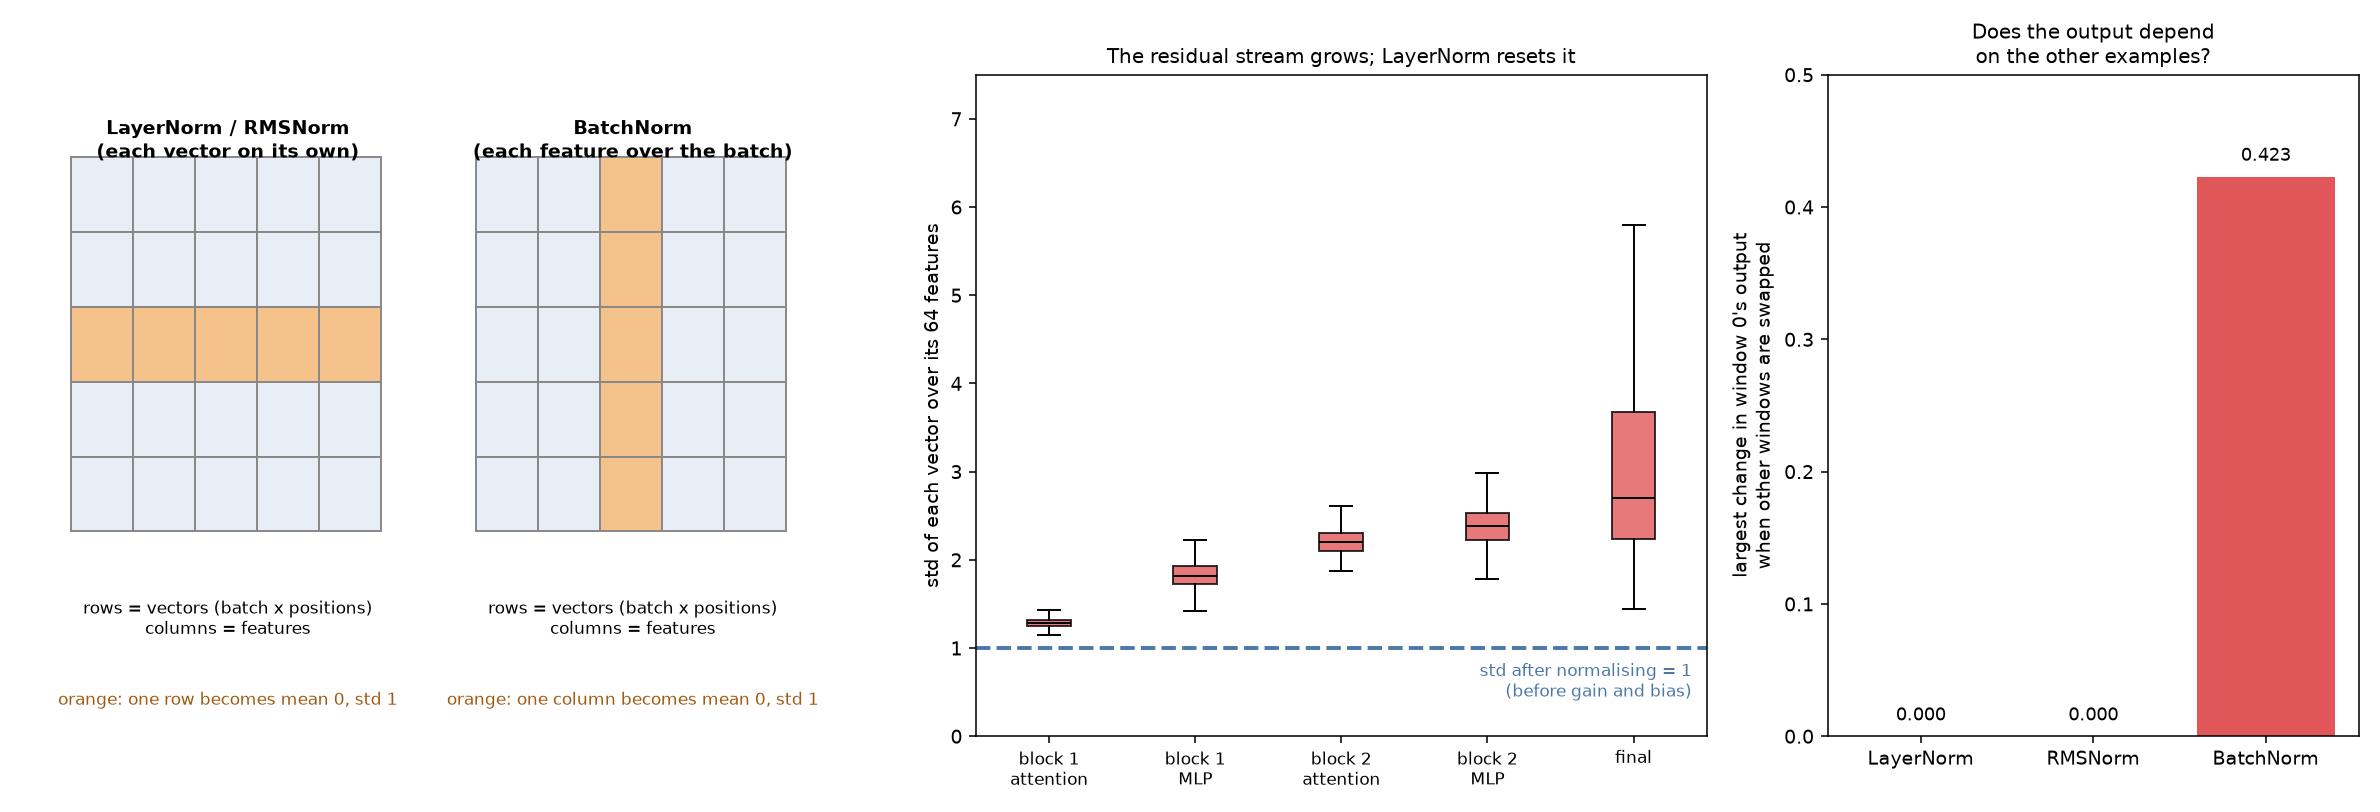 LayerNorm / RMSNorm
(each vector on its own)
rows = vectors (batch x positions)
columns = features
orange: one row becomes mean 0, std 1
BatchNorm
(each feature over the batch)
rows = vectors (batch x positions)
columns = features
orange: one column becomes mean 0, std 1
The residual stream grows; LayerNorm resets it
std of each vector over its 64 features
7
6
5
4
3
2
1
0
std after normalising = 1
(before gain and bias)
block 1
attention
block 1
MLP
block 2
attention
block 2
MLP
final
Does the output depend
on the other examples?
largest change in window 0's output
when other windows are swapped
0.5
0.4
0.3
0.2
0.1
0.0
0.000
0.000
0.423
LayerNorm
RMSNorm
BatchNorm